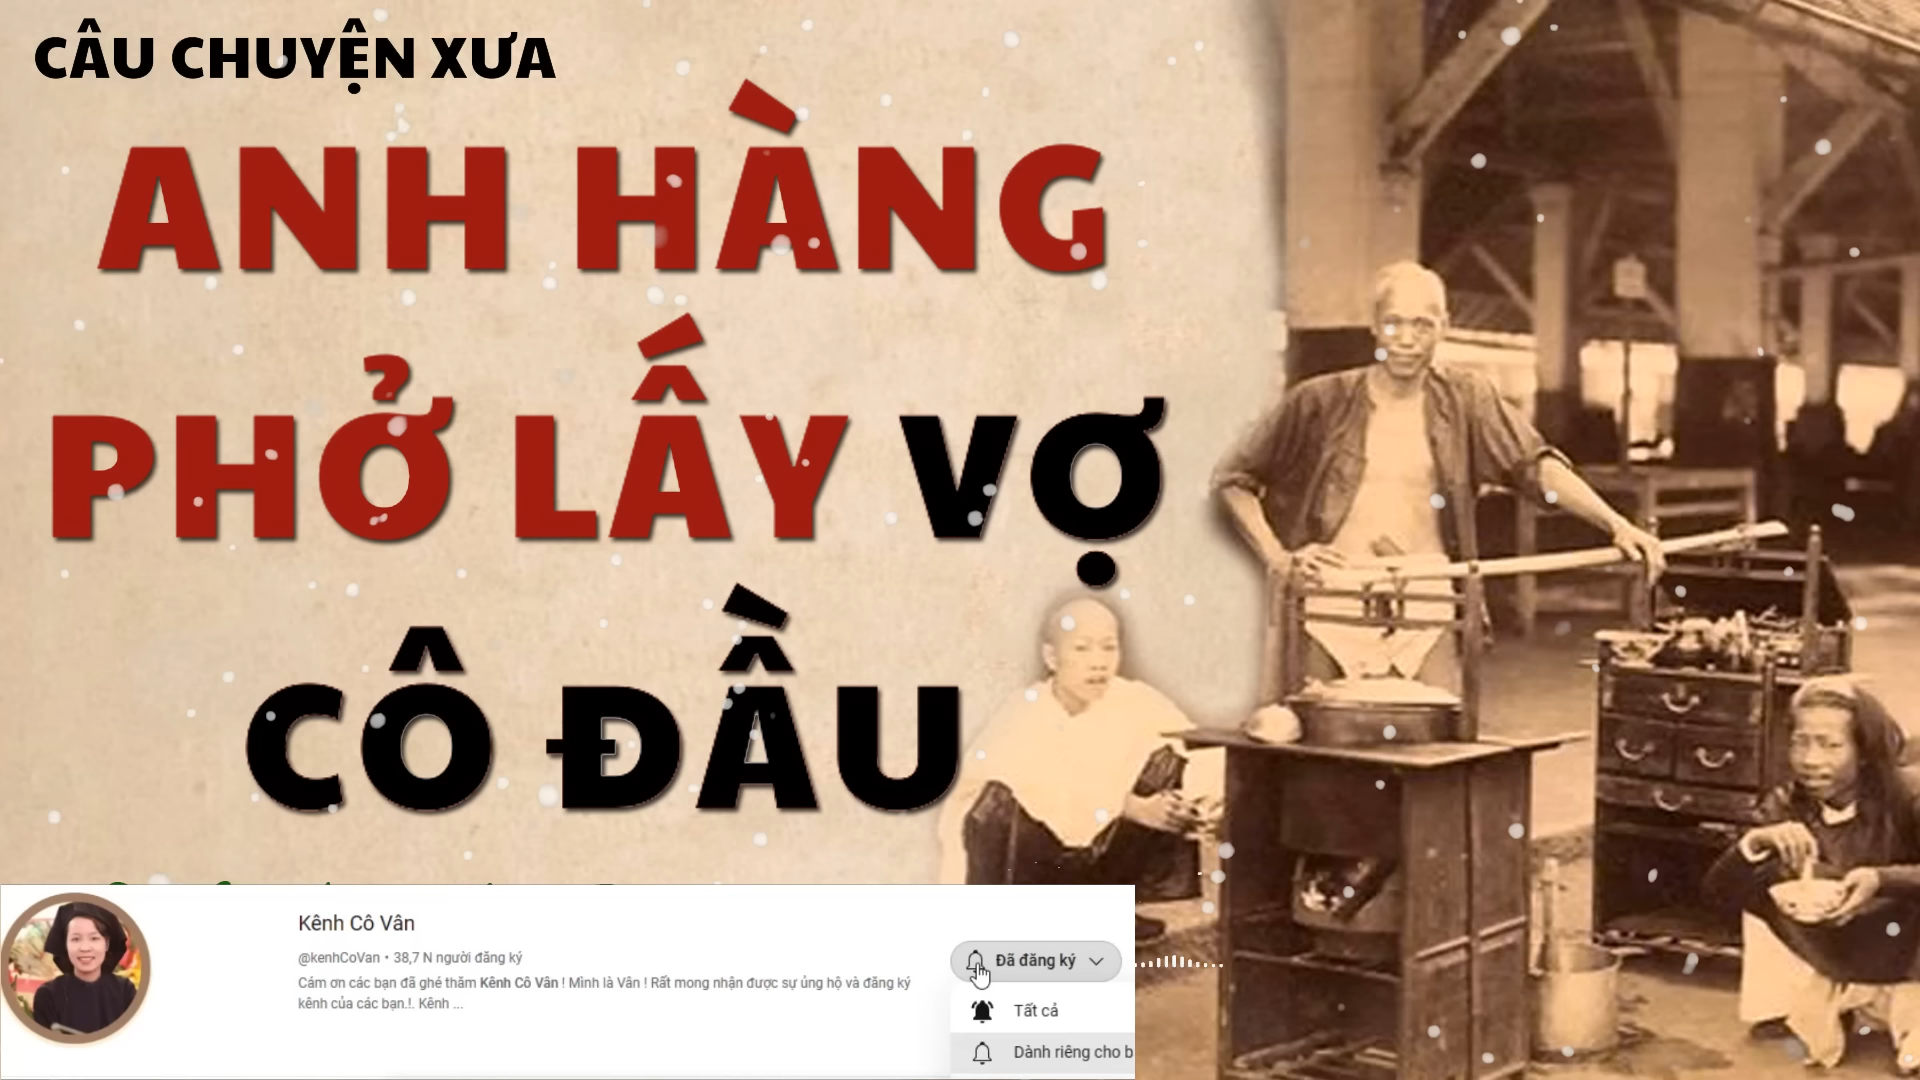 CÂU CHUYỆN XƯA
ANH HÀNG
PHỞ LẤY VỢ
CÔ ĐẦU
Kênh Cô Vân
@kenhCoVan • 38,7 N người đăng ký
Cám ơn các bạn đã ghé thăm Kênh Cô Vân ! Mình là Vân ! Rất mong nhận được sự ủng hộ và đăng ký
kênh của các bạn.!. Kênh ...
Đã đăng ký
Tất cả
Dành riêng cho b